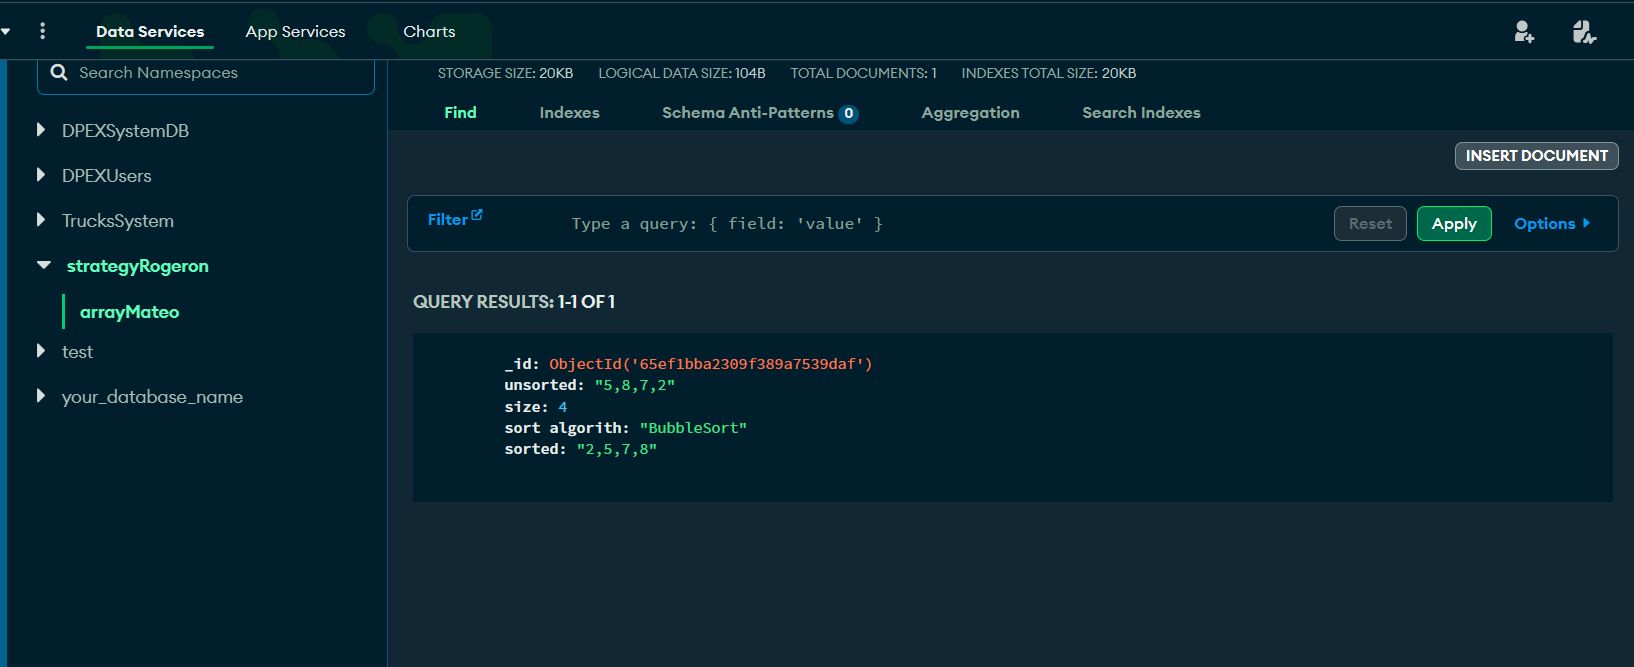 Data Services App Services Charts
Search Namespaces
DPEXSystemDB
DPEXUsers
TrucksSystem
strategyRogeron
arrayMateo
test
your_database_name
STORAGE SIZE: 20KB LOGICAL DATA SIZE: 104B TOTAL DOCUMENTS: 1 INDEXES TOTAL SIZE: 20KB
Find Indexes Schema Anti-Patterns 0 Aggregation Search Indexes
INSERT DOCUMENT
Filter Type a query: { field: 'value' } Reset Apply Options
QUERY RESULTS: 1-1 OF 1
_id: ObjectId('65ef1bba2309f389a7539daf')
unsorted: "5,8,7,2"
size: 4
sort algorith: "BubbleSort"
sorted: "2,5,7,8"